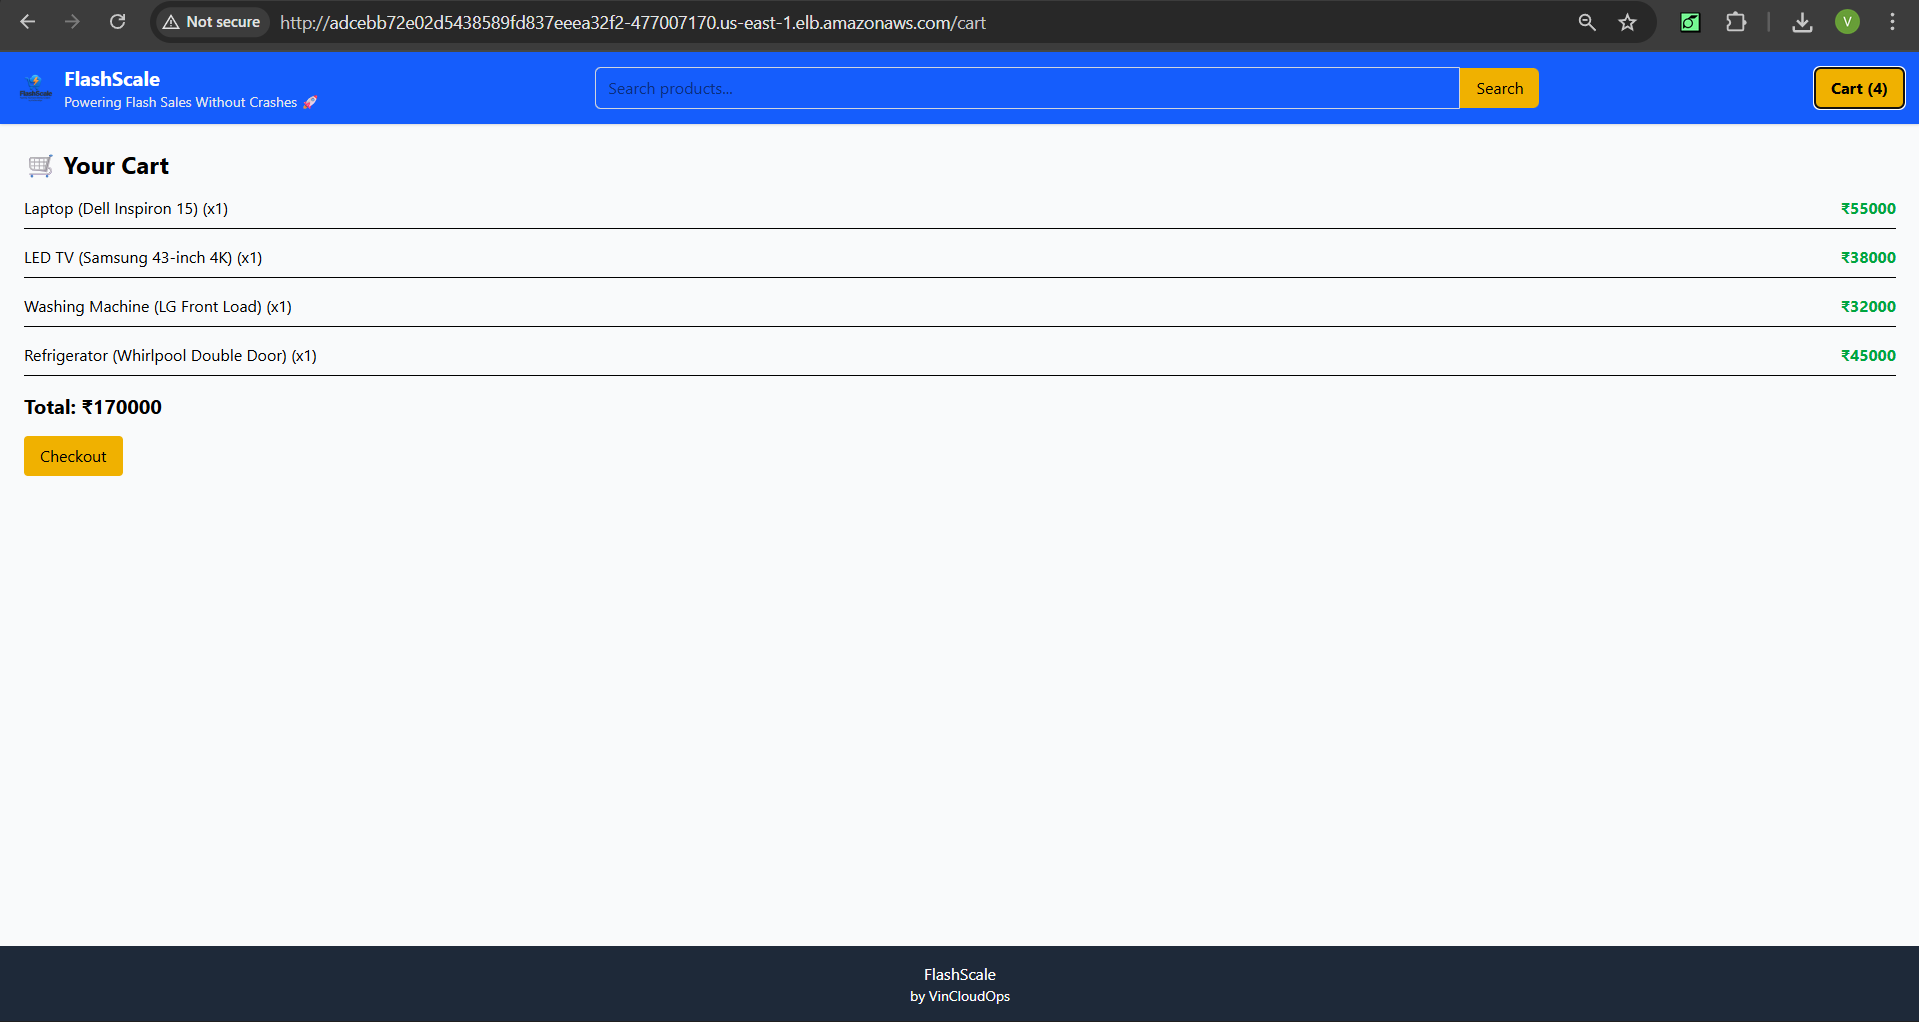 Not secure http://adcebb72e02d5438589fd837eeea32f2-477007170.us-east-1.elb.amazonaws.com/cart V
FlashScale
FlashScale
Powering Flash Sales Without Crashes 🚀
Search products... Search
Cart (4)
🛒 Your Cart
Laptop (Dell Inspiron 15) (x1) ₹55000
LED TV (Samsung 43-inch 4K) (x1) ₹38000
Washing Machine (LG Front Load) (x1) ₹32000
Refrigerator (Whirlpool Double Door) (x1) ₹45000
Total: ₹170000
Checkout
FlashScale
by VinCloudOps